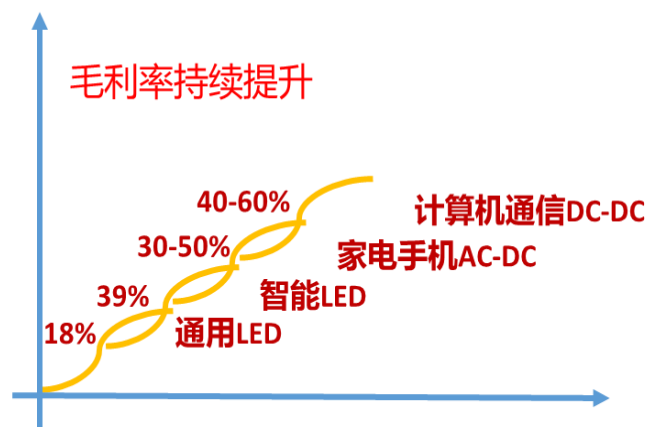 毛利率持续提升
40-60%
计算机通信DC-DC
30-50%
家电手机AC-DC
39%
智能LED
18%
通用LED